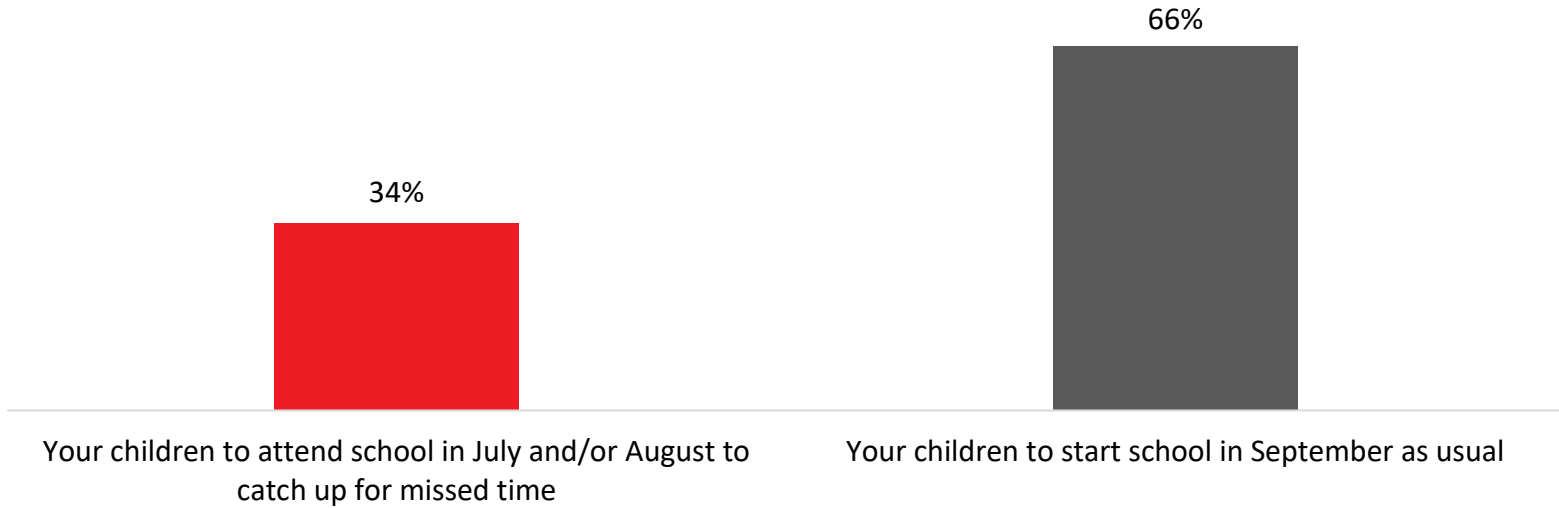 66%
34%
Your children to attend school in July and/or August to
catch up for missed time
Your children to start school in September as usual